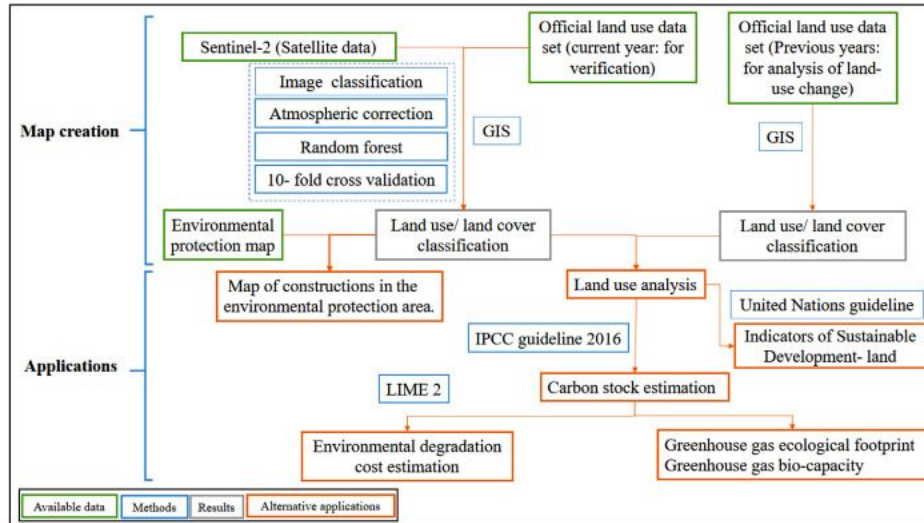 Sentinel-2 (Satellite data)
Official land use data
set (current year: for
verification)
Official land use data
set (Previous years:
for analysis of land-
use change)
Image classification
Atmospheric correction
Random forest
10- fold cross validation
GIS
GIS
Map creation
Environmental
protection map
Land use/ land cover
classification
Land use/ land cover
classification
Map of constructions in the
environmental protection area.
Land use analysis
United Nations guideline
IPCC guideline 2016
Indicators of Sustainable
Development- land
Applications
LIME 2
Carbon stock estimation
Environmental degradation
cost estimation
Greenhouse gas ecological footprint
Greenhouse gas bio-capacity
Available data
Methods
Results
Alternative applications